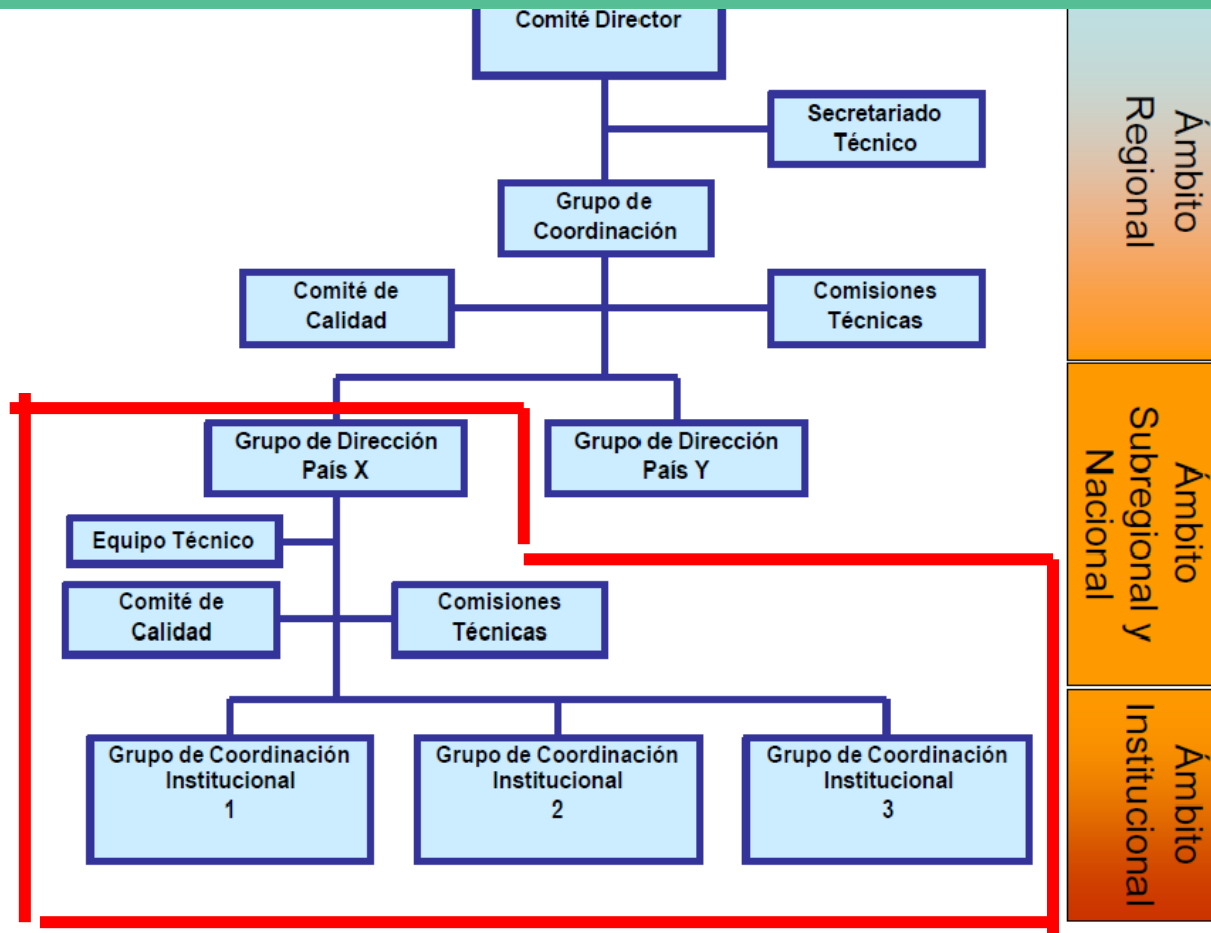 Comité Director
Secretariado
Técnico
Grupo de
Coordinación
Comité de
Calidad
Comisiones
Técnicas
Grupo de Dirección
País X
Grupo de Dirección
País Y
Equipo Técnico
Comité de
Calidad
Comisiones
Técnicas
Grupo de Coordinación
Institucional
1
Grupo de Coordinación
Institucional
2
Grupo de Coordinación
Institucional
3
Ámbito
Regional
Ámbito
Subregional y
Nacional
Ámbito
Institucional